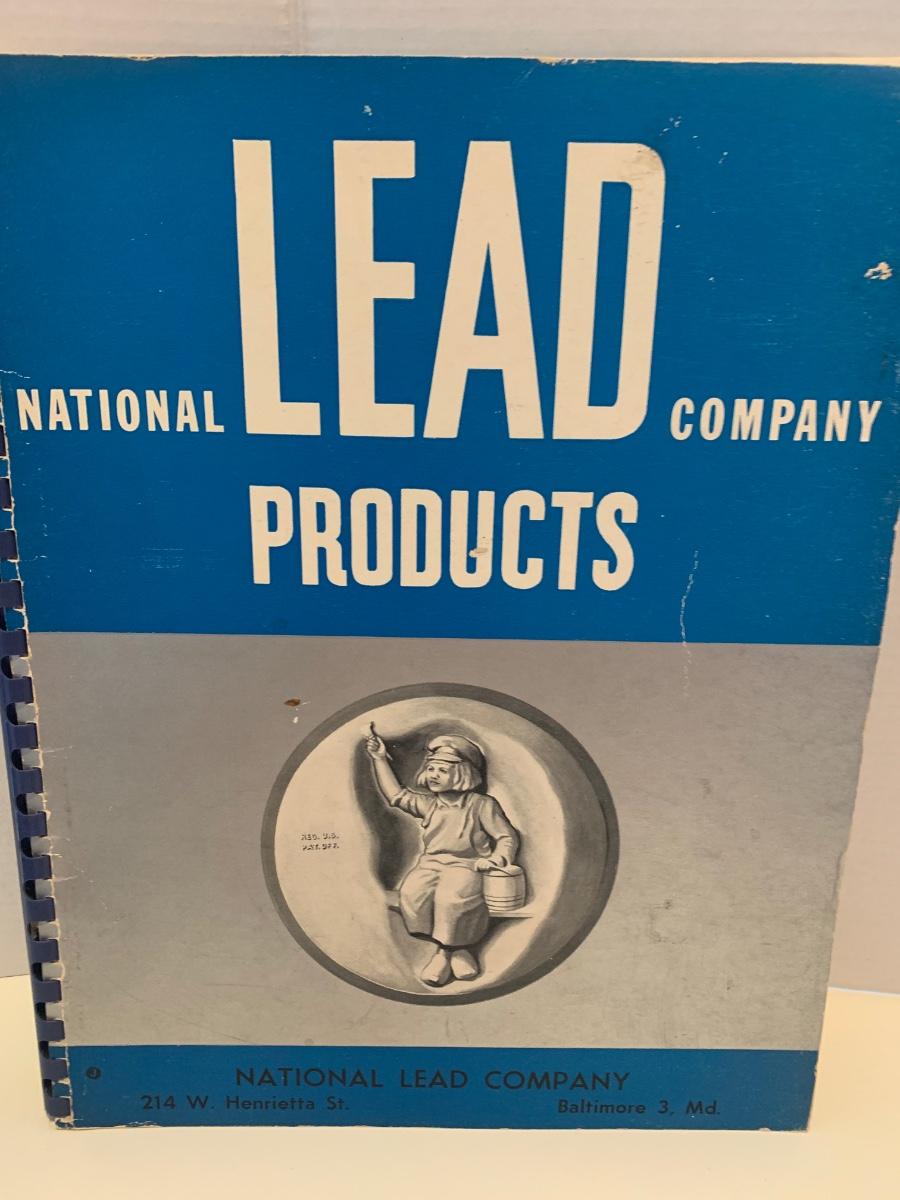 NATIONAL LEAD COMPANY
PRODUCTS
REG. U.S.
PAT. OFF.
J
NATIONAL LEAD COMPANY
214 W. Henrietta St. Baltimore 3, Md.